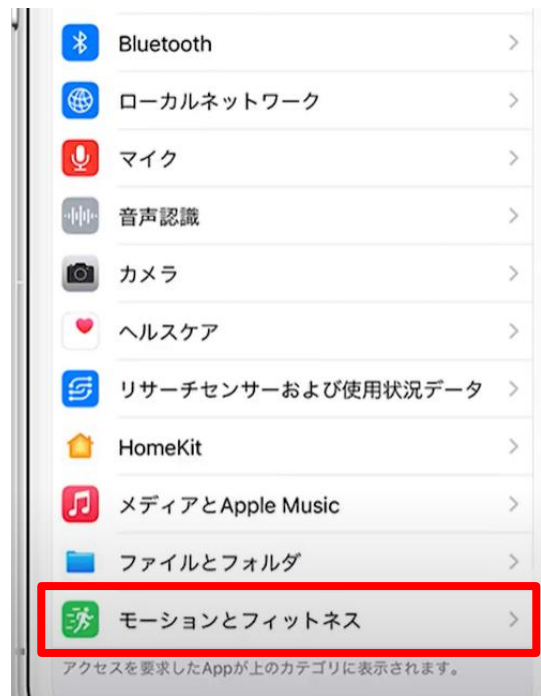 Bluetooth
ローカルネットワーク
マイク
音声認識
カメラ
ヘルスケア
リサーチセンサーおよび使用状況データ
HomeKit
メディアとApple Music
ファイルとフォルダ
モーションとフィットネス
アクセスを要求したAppが上のカテゴリに表示されます。